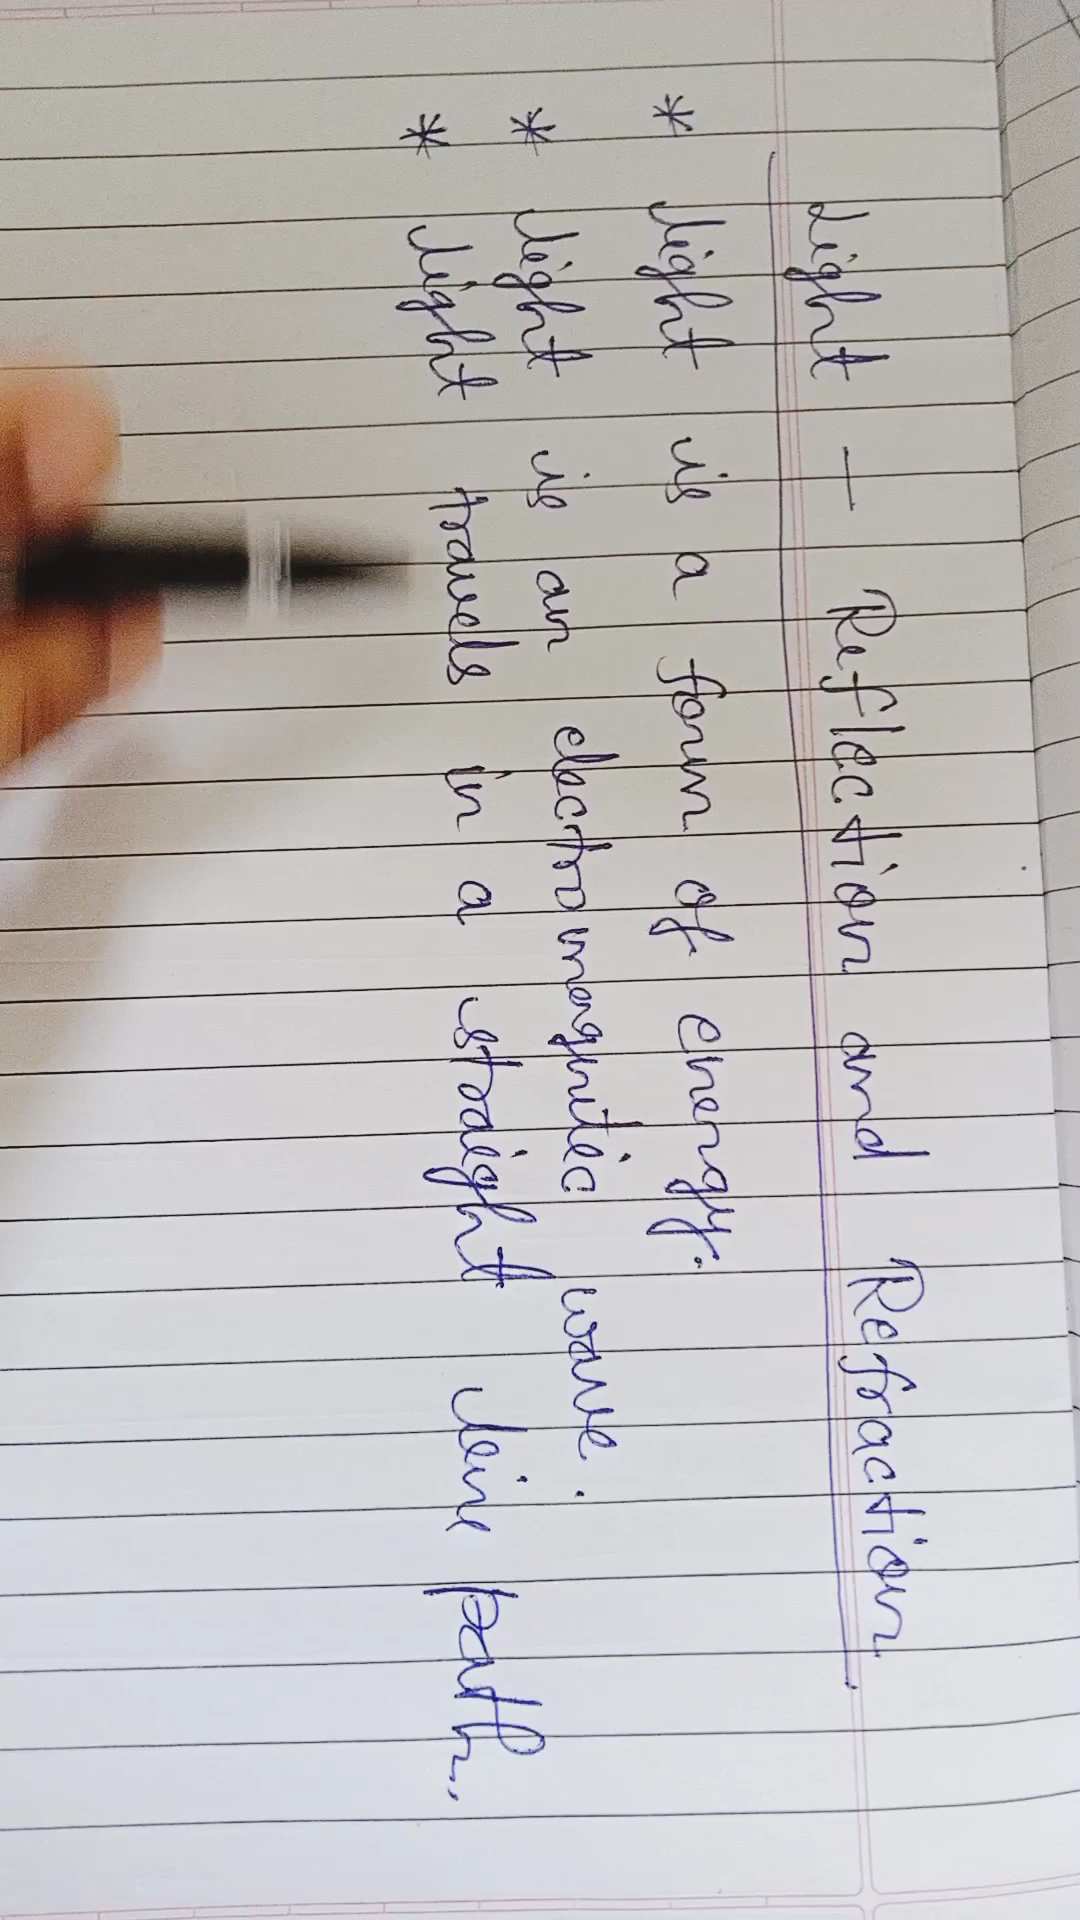 Light — Reflection and Refraction
* Light is a form of energy.
* Light is an electromagnetic wave.
* Light travels in a straight line path.